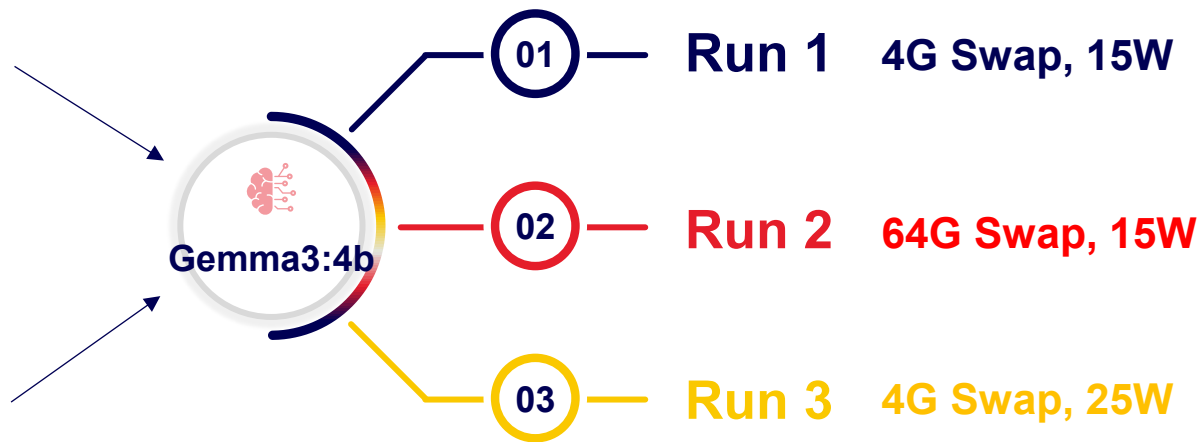 01 Run 1 4G Swap, 15W
Gemma3:4b
02 Run 2 64G Swap, 15W
03 Run 3 4G Swap, 25W